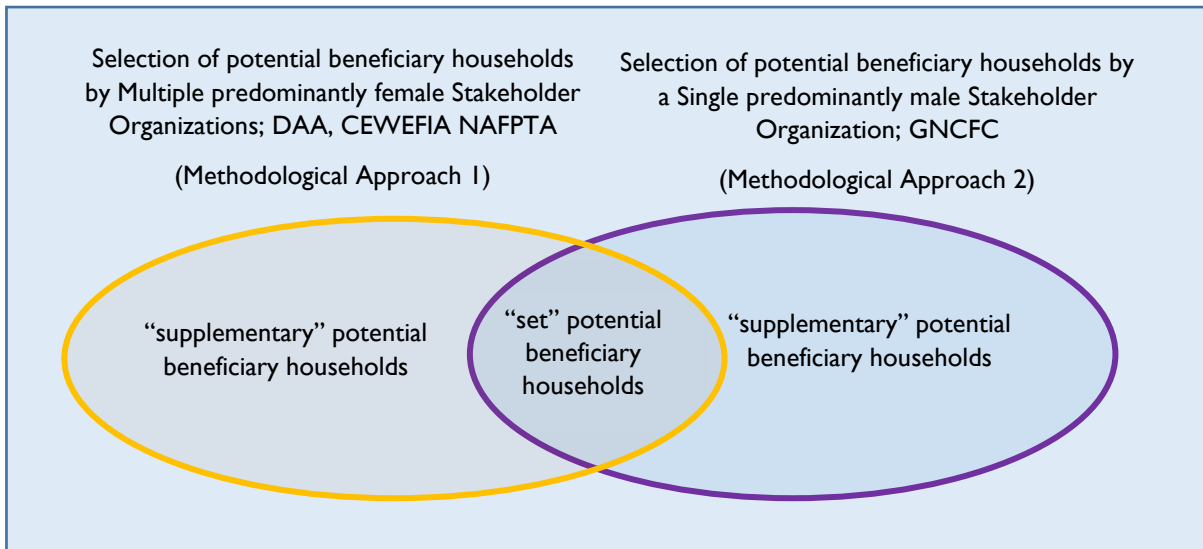 Selection of potential beneficiary households
by Multiple predominantly female Stakeholder
Organizations; DAA, CEWEFIA NAFPTA
(Methodological Approach 1)
Selection of potential beneficiary households by
a Single predominantly male Stakeholder
Organization; GNCFC
(Methodological Approach 2)
“supplementary” potential
beneficiary households
“set” potential
beneficiary
households
“supplementary” potential
beneficiary households